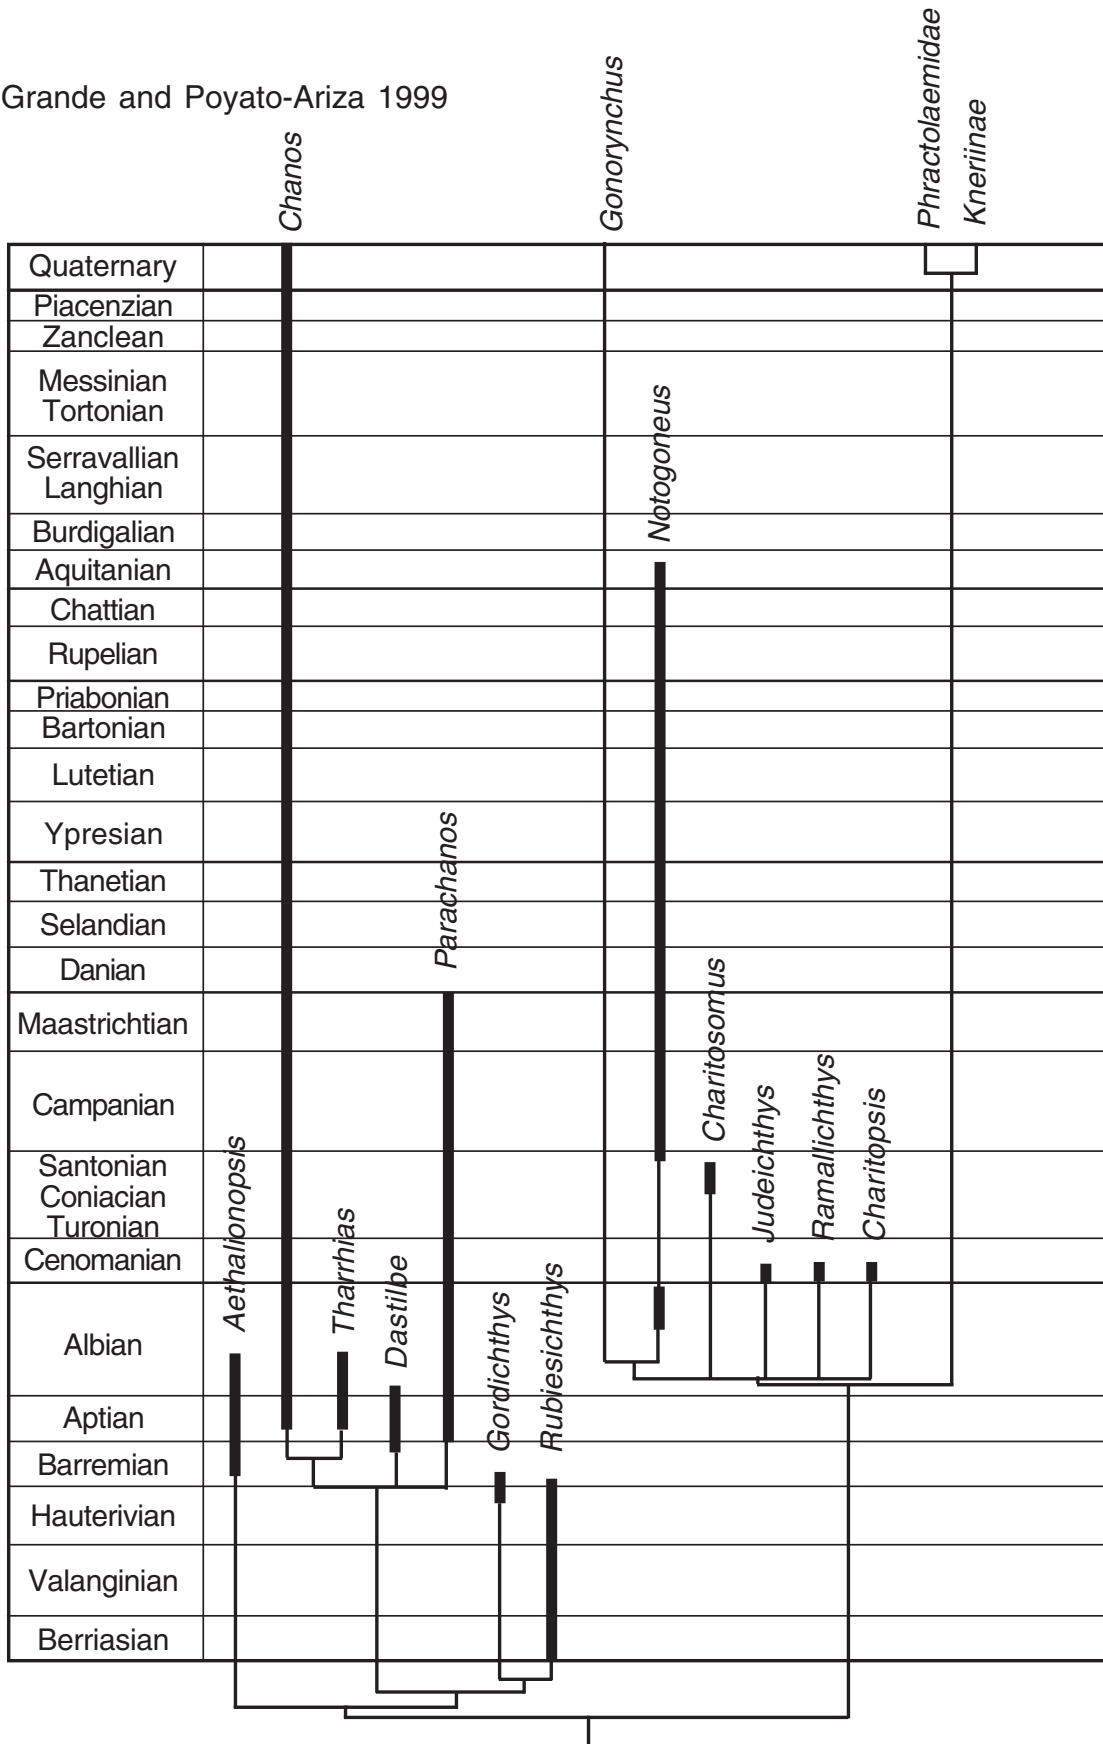 Phractolaemidae
Gonorynchus
Grande and Poyato-Ariza 1999
Kneriinae
Chanos
Quaternary
Piacenzian
Zanclean
Messinian
Tortonian
Notogoneus
Serravallian
Langhian
Burdigalian
Aquitanian
Chattian
Rupelian
Priabonian
Bartonian
Lutetian
Ypresian
Parachanos
Thanetian
Selandian
Danian
Charitosomus
Maastrichtian
Campanian
Judeichthys
Ramallichthys
Charitopsis
Aethalionopsis
Santonian
Coniacian
Turonian
Tharrhias
Cenomanian
Dastilbe
Gordichthys
Rubiesichthys
Albian
Aptian
Barremian
Hauterivian
Valanginian
Berriasian